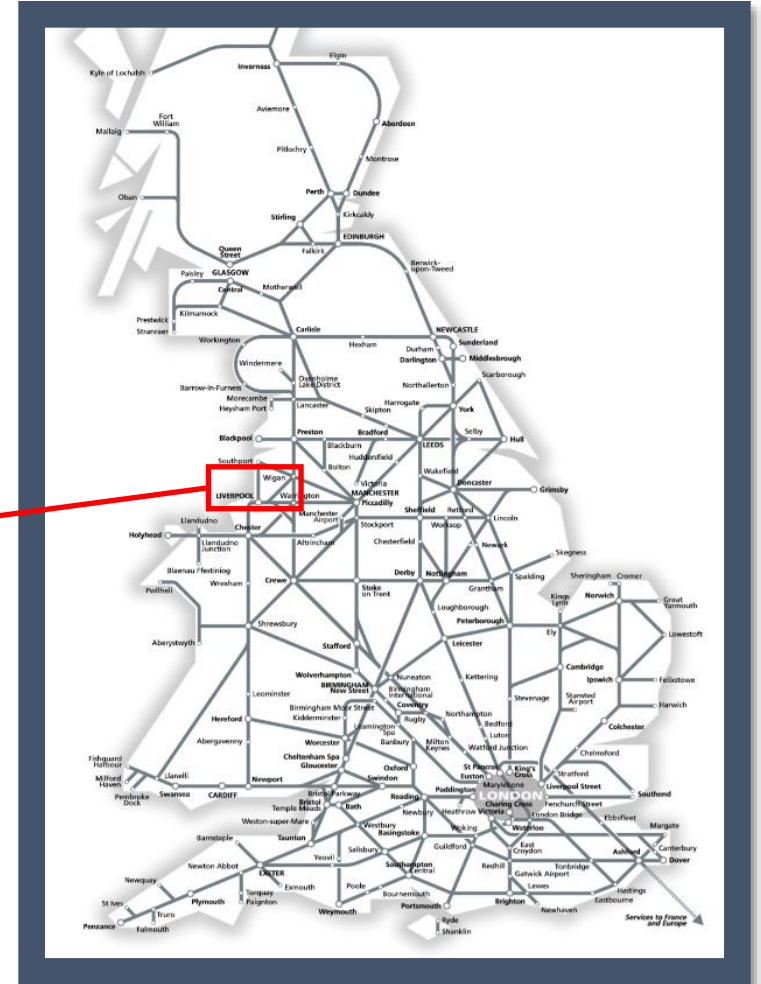 Elgin
Inverness
Kyle of Lochalsh
Aviemore
Fort
William
Aberdeen
Mallaig
Pitlochry
Montrose
Perth
Dundee
Oban
Kirkcaldy
Stirling
EDINBURGH
Queen
Street
Falkirk
Berwick-
upon-Tweed
Paisley
GLASGOW
Central
Motherwell
Prestwick
Kilmarnock
Stranraer
Carlisle
NEWCASTLE
Workington
Hexham
Sunderland
Durham
Darlington
Middlesbrough
Windermere
Scarborough
Oxenholme
Lake District
Barrow-in-Furness
Northallerton
Morecambe
Heysham Port
Lancaster
Harrogate
York
Skipton
Blackpool
Preston
Bradford
Selby
Blackburn
LEEDS
Hull
Huddersfield
Southport
Bolton
Wakefield
Wigan
Victoria
MANCHESTER
Piccadilly
Doncaster
Grimsby
LIVERPOOL
Warrington
Manchester
Airport
Sheffield
Retford
Llandudno
Chester
Stockport
Worksop
Lincoln
Holyhead
Llandudno
Junction
Altrincham
Chesterfield
Newark
Skegness
Blaenau Ffestiniog
Derby
Nottingham
Sheringham
Cromer
Pwllheli
Wrexham
Crewe
Stoke
on Trent
Grantham
Spalding
Kings
Lynn
Norwich
Great
Yarmouth
Loughborough
Peterborough
Shrewsbury
Ely
Lowestoft
Aberystwyth
Stafford
Leicester
Wolverhampton
Nuneaton
Kettering
Cambridge
BIRMINGHAM
New Street
Birmingham
International
Ipswich
Felixstowe
Leominster
Coventry
Stevenage
Stansted
Airport
Birmingham Moor Street
Kidderminster
Rugby
Northampton
Harwich
Hereford
Leamington
Spa
Bedford
Colchester
Worcester
Banbury
Milton
Keynes
Luton
Abergavenny
Watford Junction
Chelmsford
Cheltenham Spa
Gloucester
Oxford
St Pancras
King's
Cross
Fishguard
Harbour
Euston
Stratford
Llanelli
Newport
Swindon
Marylebone
Liverpool Street
Milford
Haven
Paddington
LONDON
Southend
Pembroke
Dock
Swansea
CARDIFF
Bristol Parkway
Reading
Charing Cross
Fenchurch Street
Bristol
Temple Meads
Bath
Newbury
Heathrow
Victoria
London Bridge
Ebbsfleet
Weston-super-Mare
Westbury
Waterloo
Margate
Barnstaple
Taunton
Basingstoke
Woking
East
Croydon
Canterbury
Salisbury
Guildford
Ashford
Dover
Newton Abbot
Yeovil
Southampton
Central
Redhill
Tonbridge
EXETER
Gatwick Airport
Newquay
Exmouth
Poole
Lewes
Hastings
St Ives
Plymouth
Torquay
Paignton
Bournemouth
Eastbourne
Truro
Weymouth
Portsmouth
Brighton
Newhaven
Penzance
Falmouth
Ryde
Shanklin
Services to France
and Europe